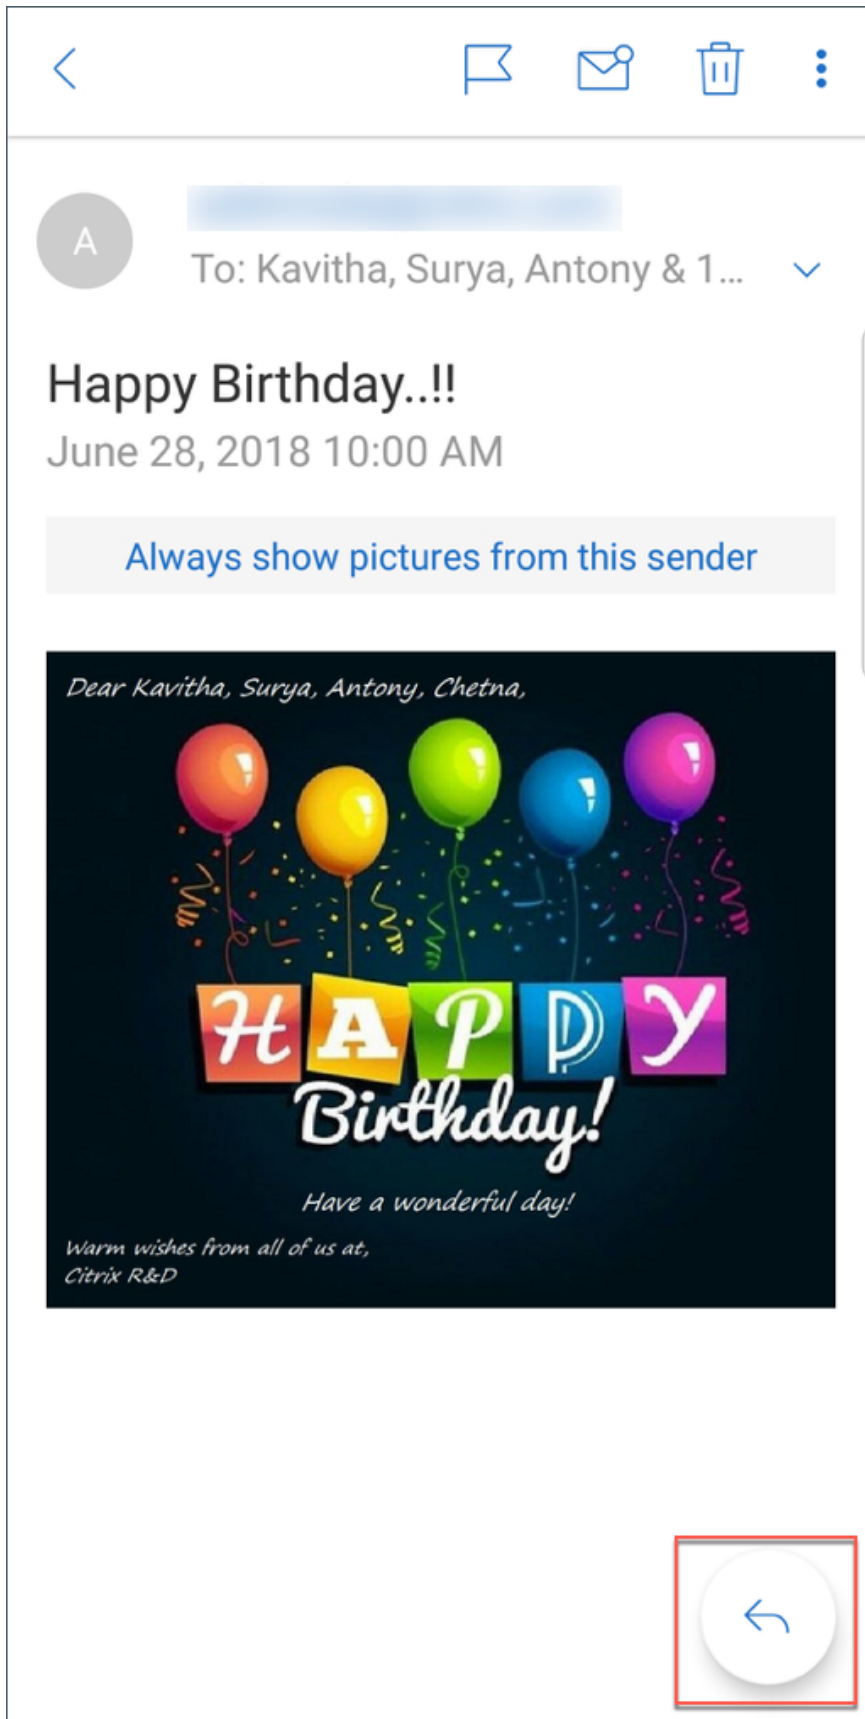 A
To: Kavitha, Surya, Antony & 1...
Happy Birthday..!!
June 28, 2018 10:00 AM
Always show pictures from this sender
Dear Kavitha, Surya, Antony, Chetna,
HAPPY
Birthday!
Have a wonderful day!
Warm wishes from all of us at,
Citrix R&D